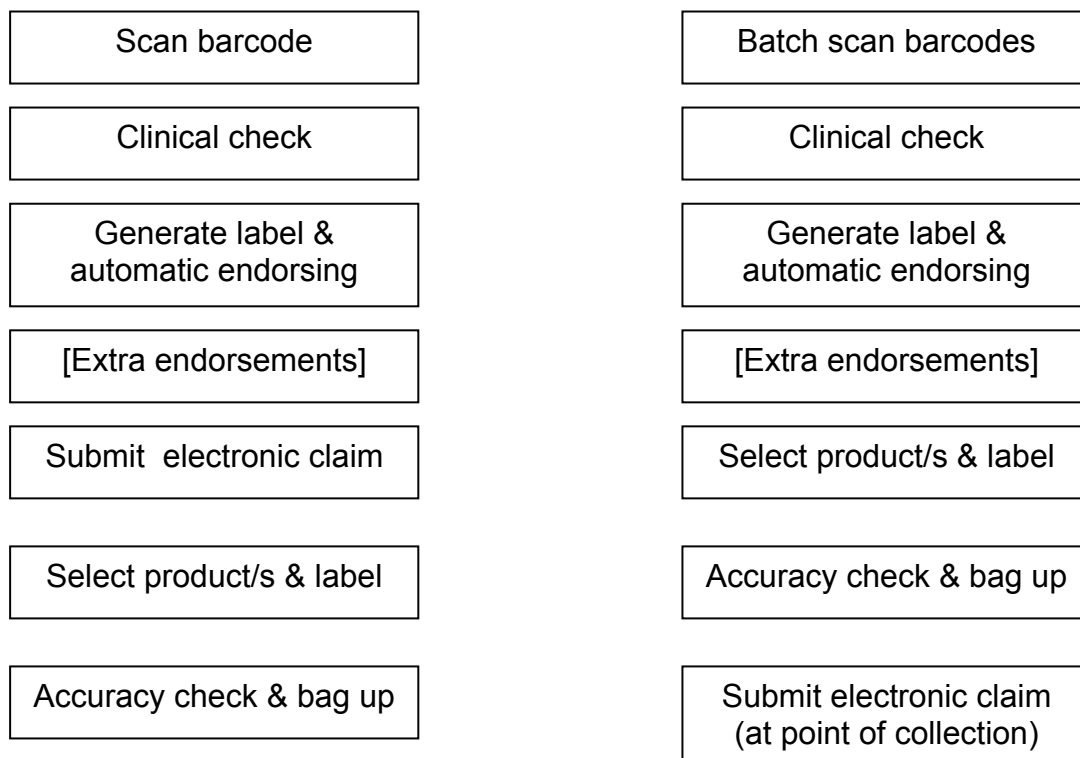 Scan barcode
Clinical check
Generate label &
automatic endorsing
[Extra endorsements]
Submit electronic claim
Select product/s & label
Accuracy check & bag up
Batch scan barcodes
Clinical check
Generate label &
automatic endorsing
[Extra endorsements]
Select product/s & label
Accuracy check & bag up
Submit electronic claim
(at point of collection)